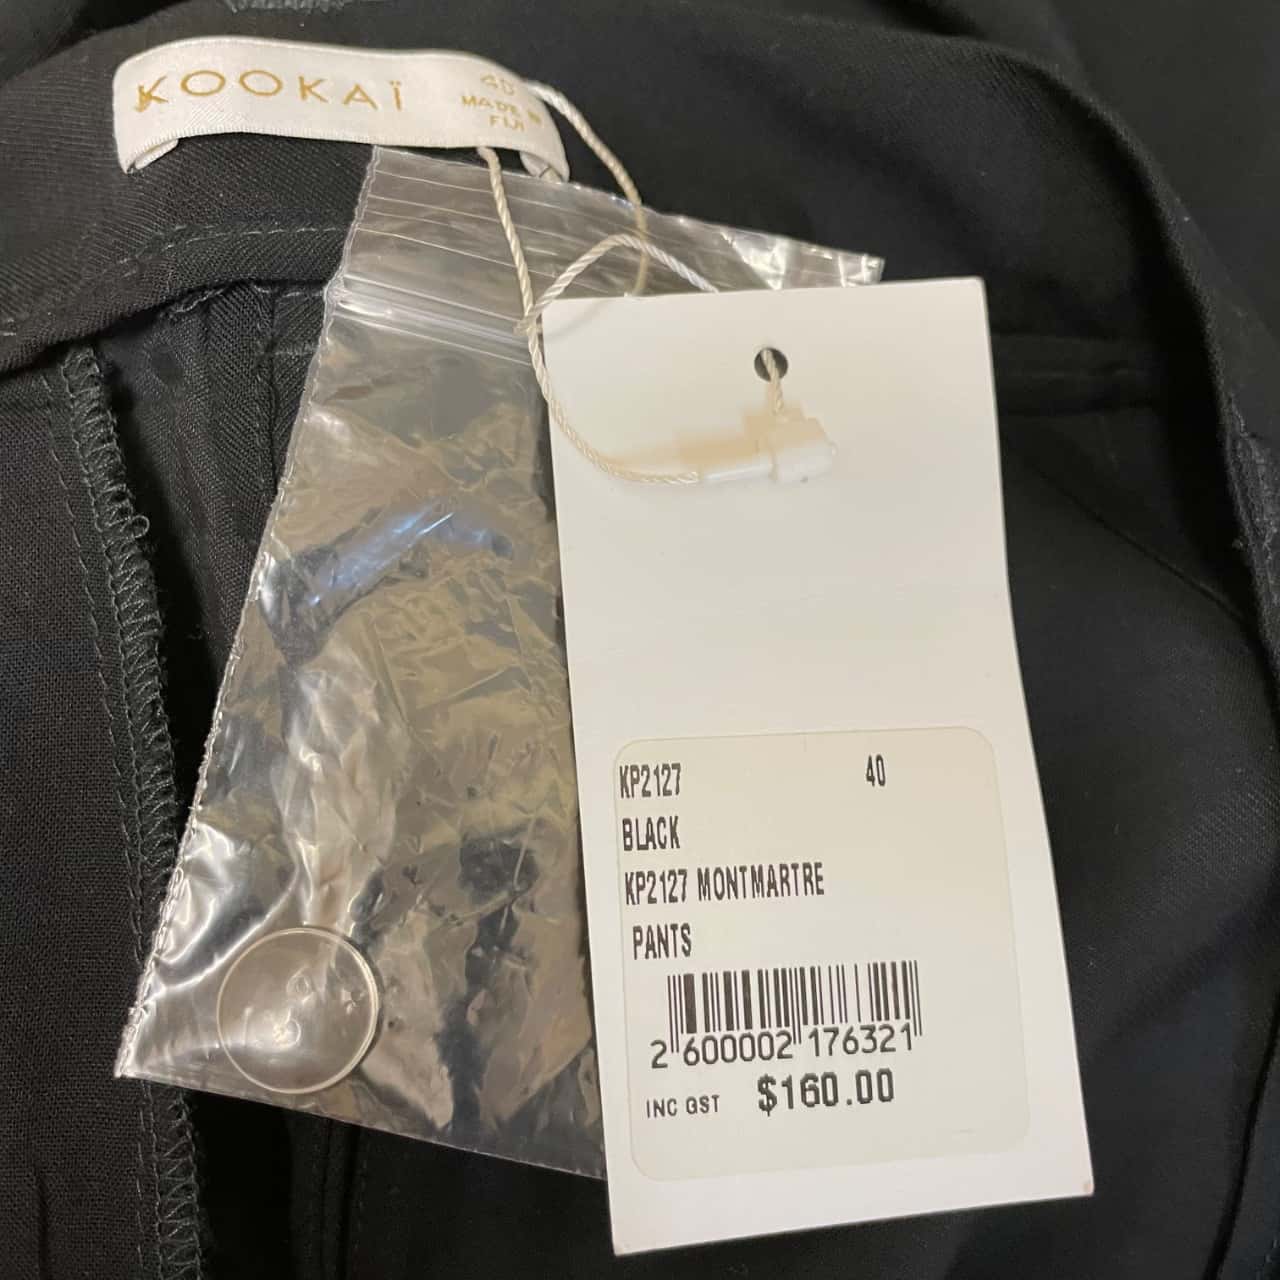 KOOKAÏ
40
MADE IN
FIJI
KP2127 40
BLACK
KP2127 MONTMARTRE
PANTS
2 600002 176321
INC GST $160.00